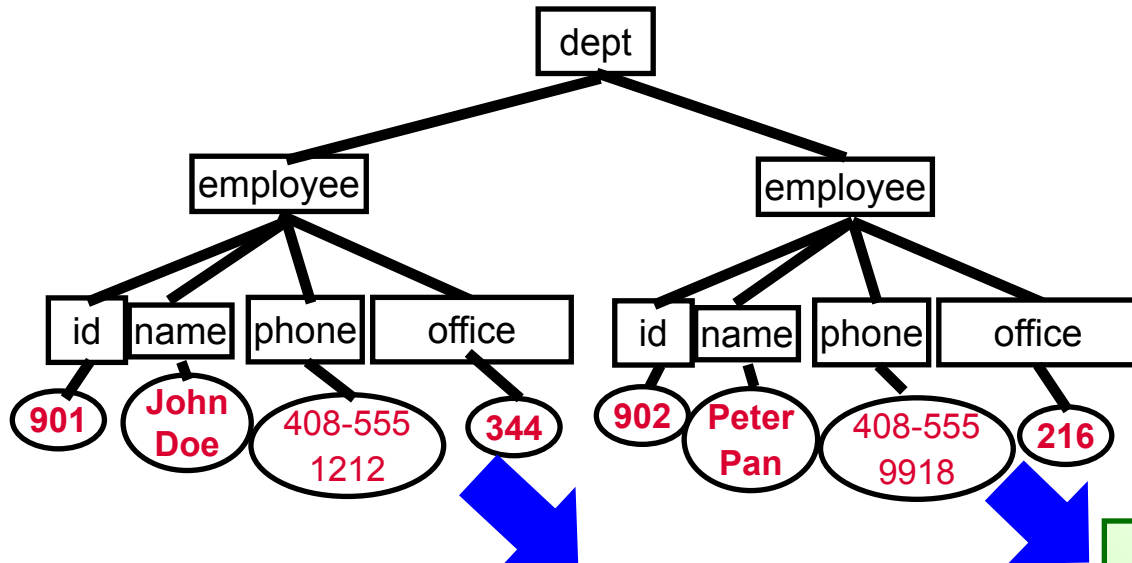 dept
employee
employee
id
name
phone
office
id
name
phone
office
901
John
Doe
408-555
1212
344
902
Peter
Pan
408-555
9918
216